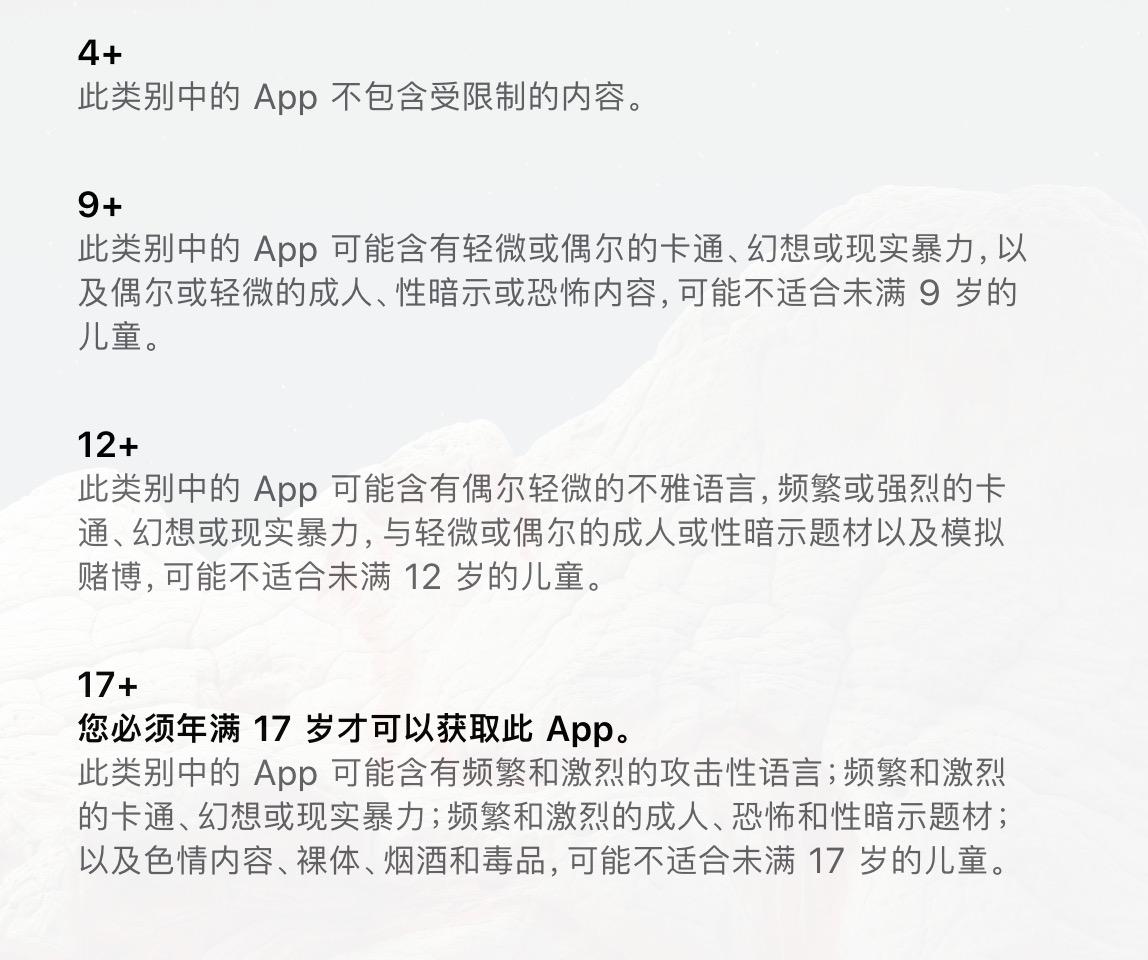 4+
此类别中的 App 不包含受限制的内容。
9+
此类别中的 App 可能含有轻微或偶尔的卡通、幻想或现实暴力，以
及偶尔或轻微的成人、性暗示或恐怖内容，可能不适合未满 9 岁的
儿童。
12+
此类别中的 App 可能含有偶尔轻微的不雅语言，频繁或强烈的卡
通、幻想或现实暴力，与轻微或偶尔的成人或性暗示题材以及模拟
赌博，可能不适合未满 12 岁的儿童。
17+
您必须年满 17 岁才可以获取此 App。
此类别中的 App 可能含有频繁和激烈的攻击性语言；频繁和激烈
的卡通、幻想或现实暴力；频繁和激烈的成人、恐怖和性暗示题材；
以及色情内容、裸体、烟酒和毒品，可能不适合未满 17 岁的儿童。